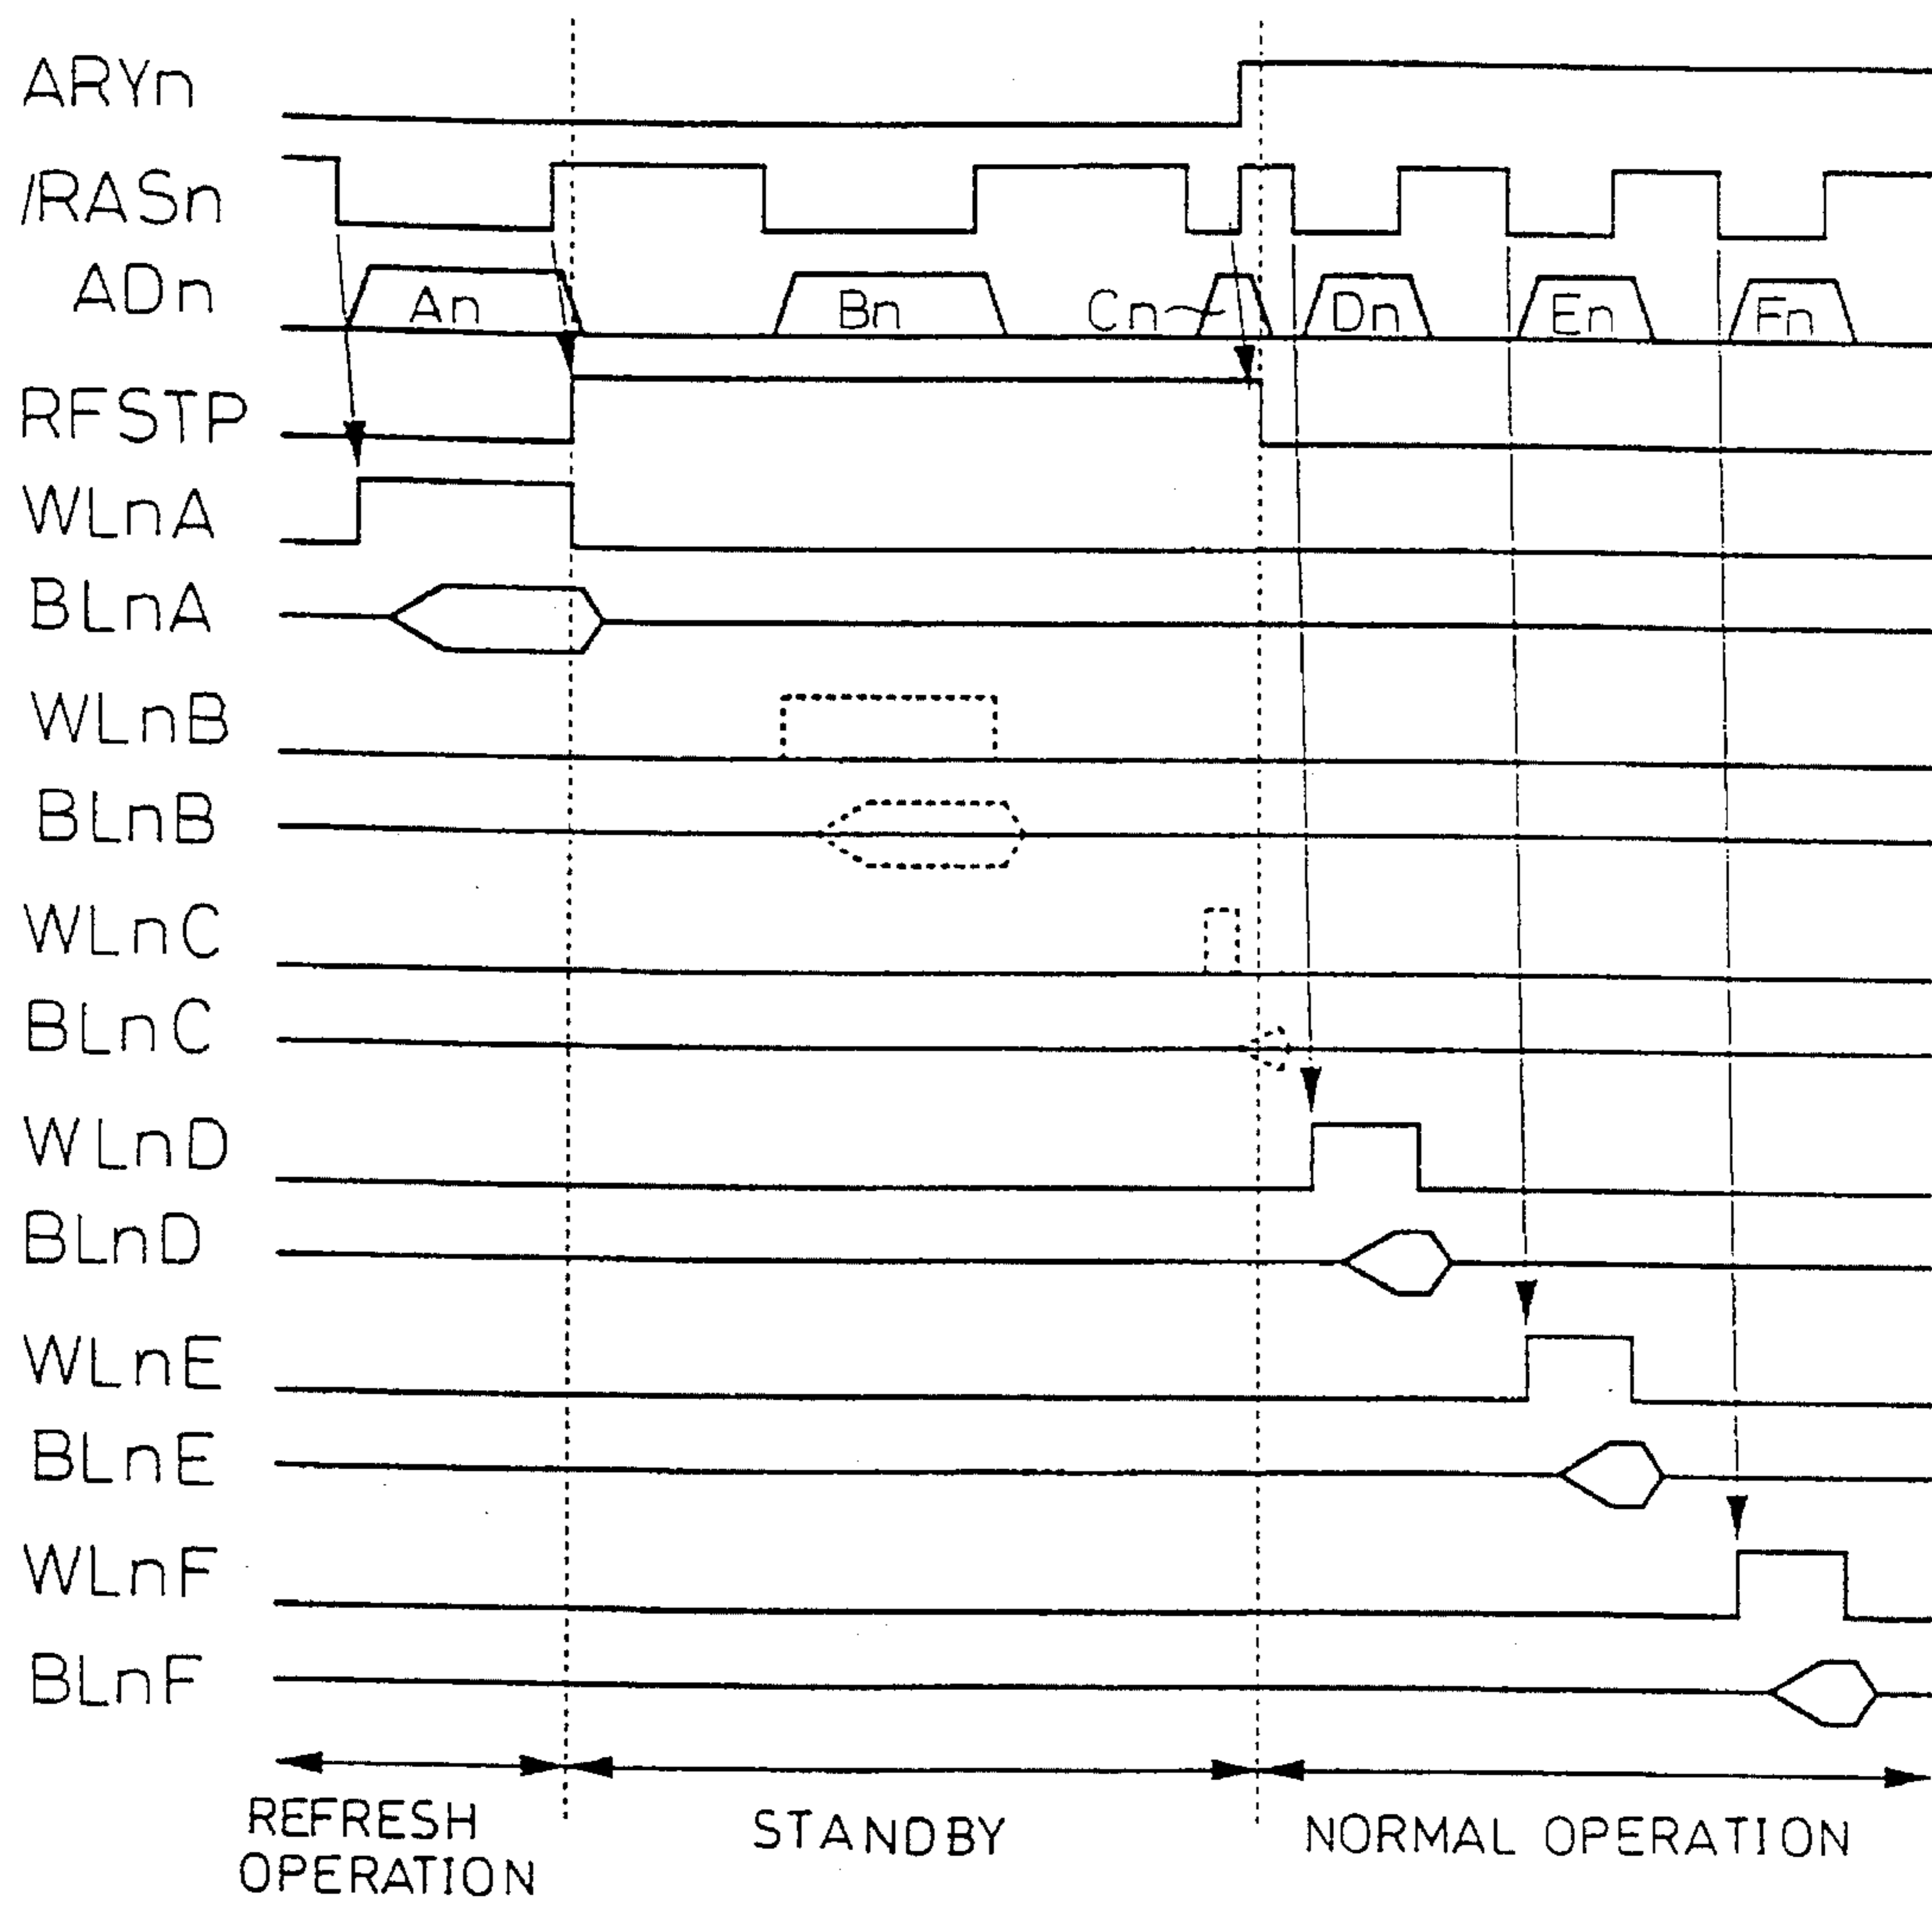 ARYn
/RASn
ADn An Bn Cn Dn En Fn
RFSTP
WLnA
BLnA
WLnB
BLnB
WLnC
BLnC
WLnD
BLnD
WLnE
BLnE
WLnF
BLnF
REFRESH
OPERATION
STANDBY
NORMAL OPERATION